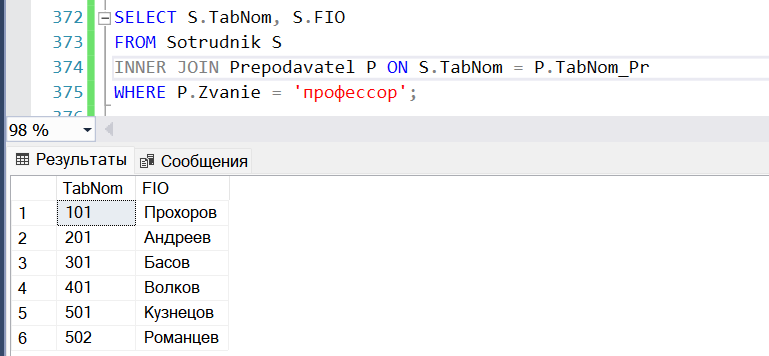 372 SELECT S.TabNom, S.FIO
373 FROM Sotrudnik S
374 INNER JOIN Prepodavatel P ON S.TabNom = P.TabNom_Pr
375 WHERE P.Zvanie = 'профессор';
376
98 %
Результаты Сообщения
TabNom FIO
1 101 Прохоров
2 201 Андреев
3 301 Басов
4 401 Волков
5 501 Кузнецов
6 502 Романцев